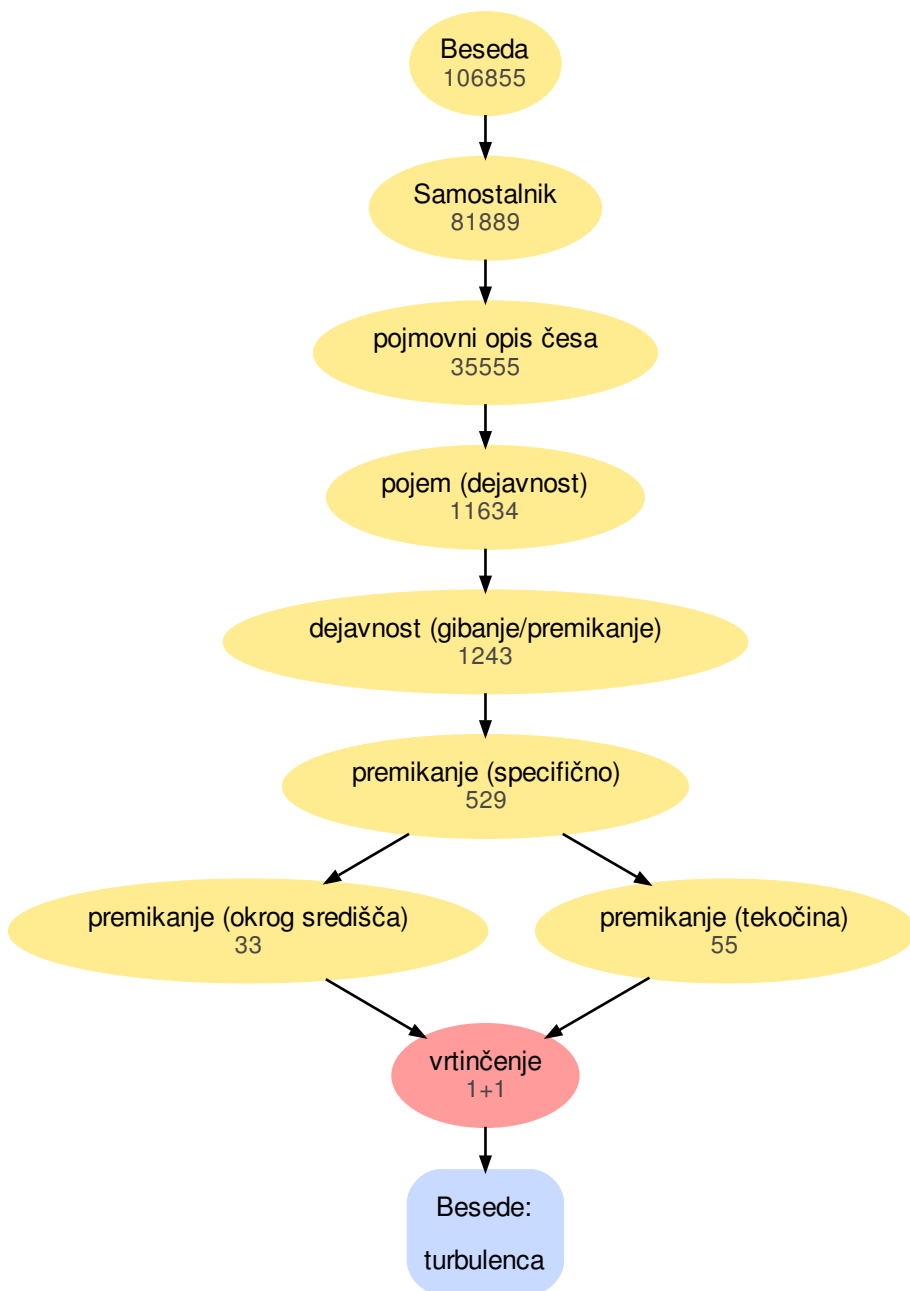 Beseda
106855
Samostalnik
81889
pojmovni opis česa
35555
pojem (dejavnost)
11634
dejavnost (gibanje/premikanje)
1243
premikanje (specifično)
529
premikanje (okrog središča)
33
premikanje (tekočina)
55
vrtinčenje
1+1
Besede:
turbulenca